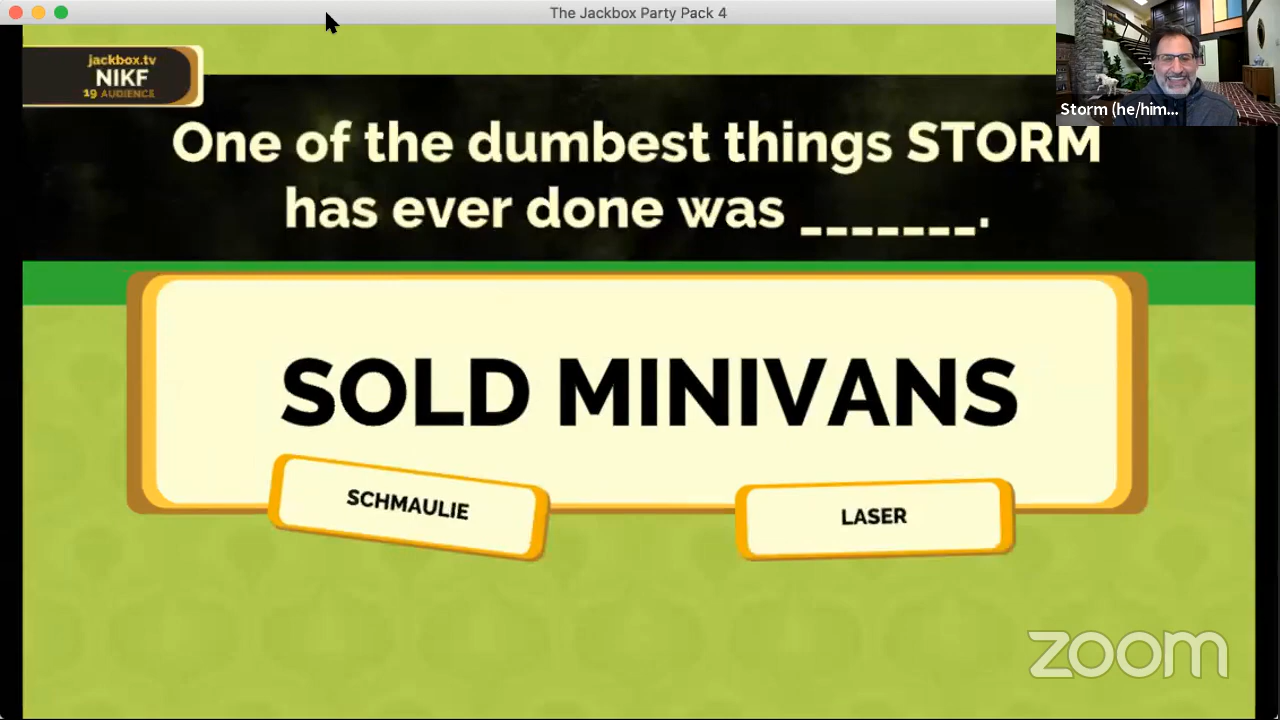 The Jackbox Party Pack 4
jackbox.tv
NIKF
19 AUDIENCE
Storm (he/him...
One of the dumbest things STORM
has ever done was _______.
SOLD MINIVANS
SCHMAULIE
LASER
zoom